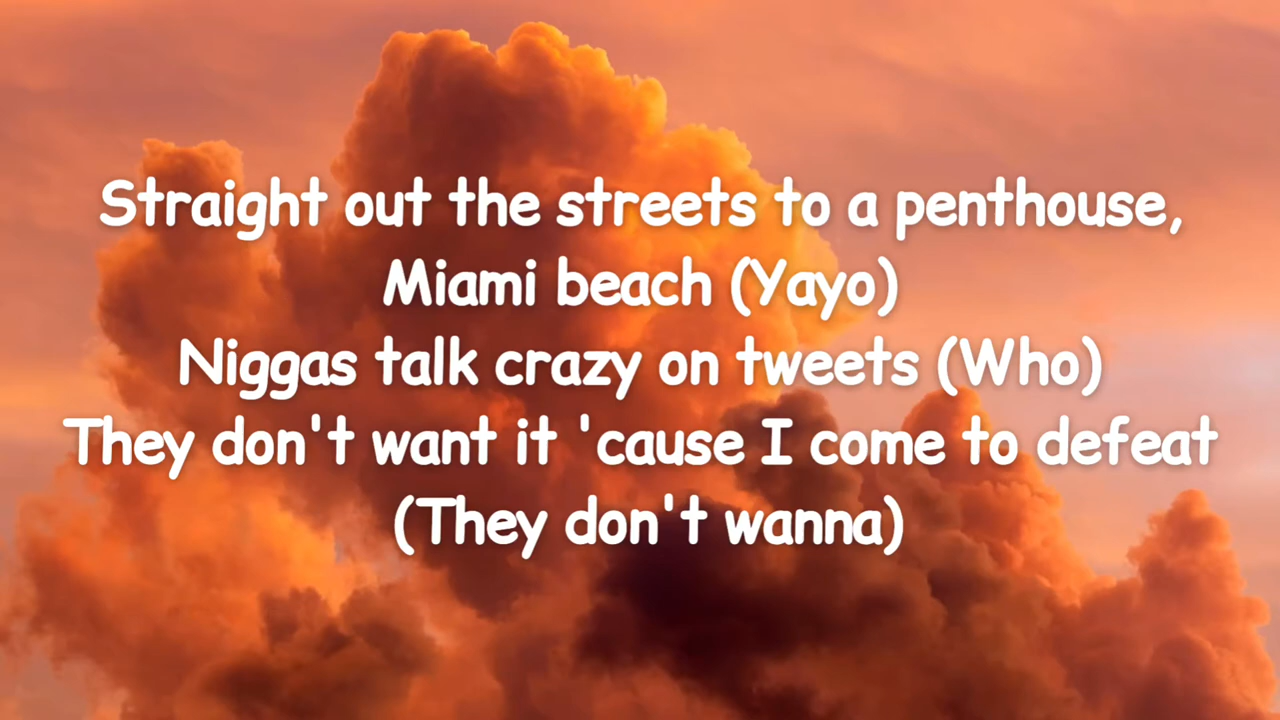 Straight out the streets to a penthouse,
Miami beach (Yayo)
Niggas talk crazy on tweets (Who)
They don't want it 'cause I come to defeat
(They don't wanna)